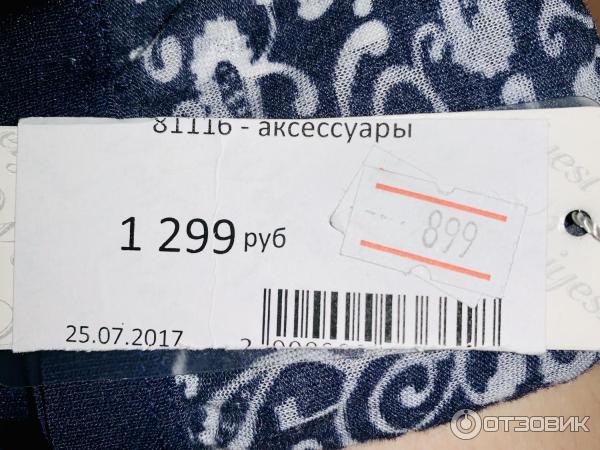 81116 - аксессуары
1 299 руб
899
25.07.2017
ОТЗОВИК